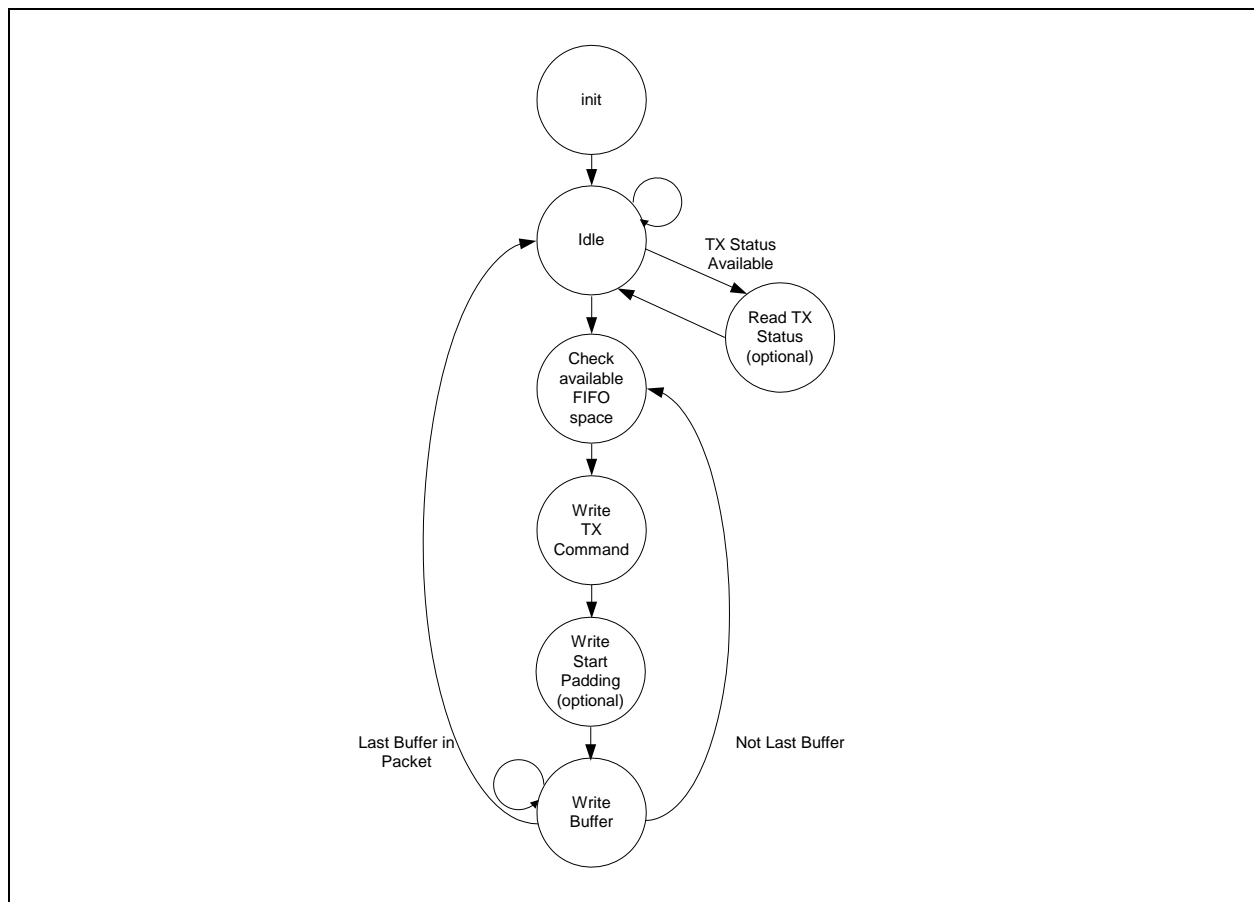 init
Idle
TX Status
Available
Read TX
Status
(optional)
Check
available
FIFO
space
Write
TX
Command
Write
Start
Padding
(optional)
Last Buffer in
Packet
Not Last Buffer
Write
Buffer